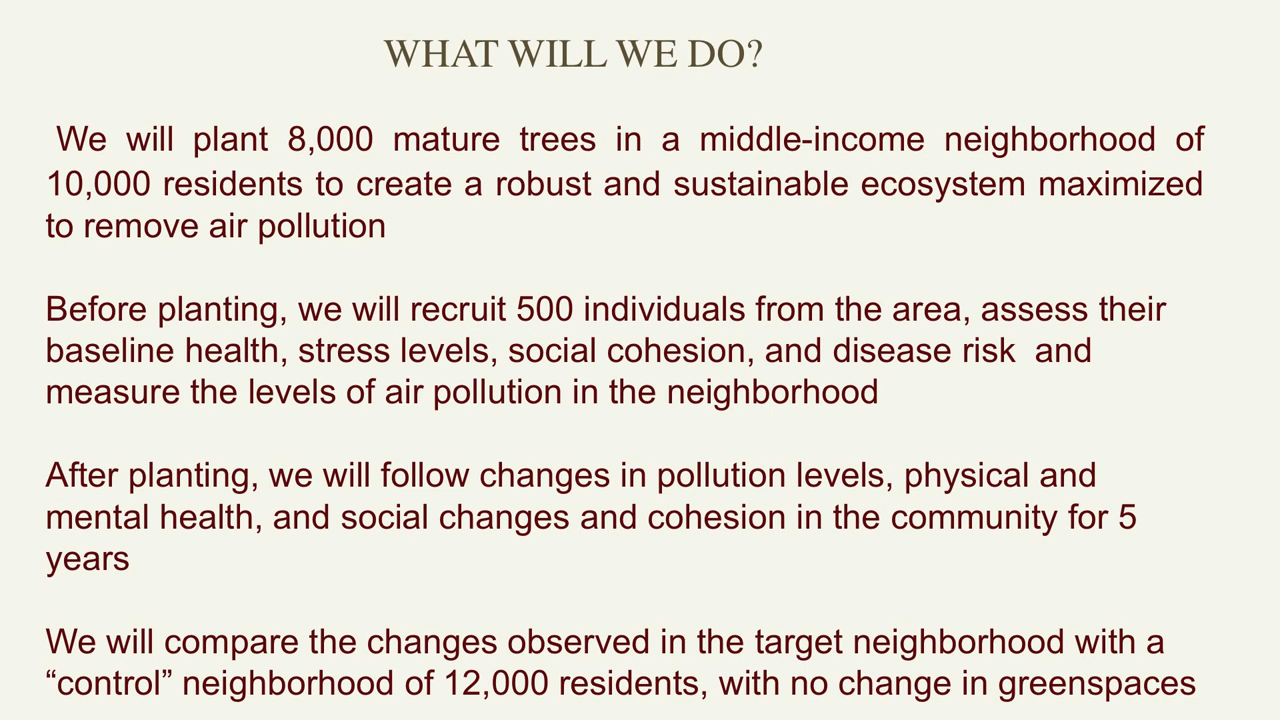 WHAT WILL WE DO?
We will plant 8,000 mature trees in a middle-income neighborhood of
10,000 residents to create a robust and sustainable ecosystem maximized
to remove air pollution
Before planting, we will recruit 500 individuals from the area, assess their
baseline health, stress levels, social cohesion, and disease risk  and
measure the levels of air pollution in the neighborhood
After planting, we will follow changes in pollution levels, physical and
mental health, and social changes and cohesion in the community for 5
years
We will compare the changes observed in the target neighborhood with a
“control” neighborhood of 12,000 residents, with no change in greenspaces